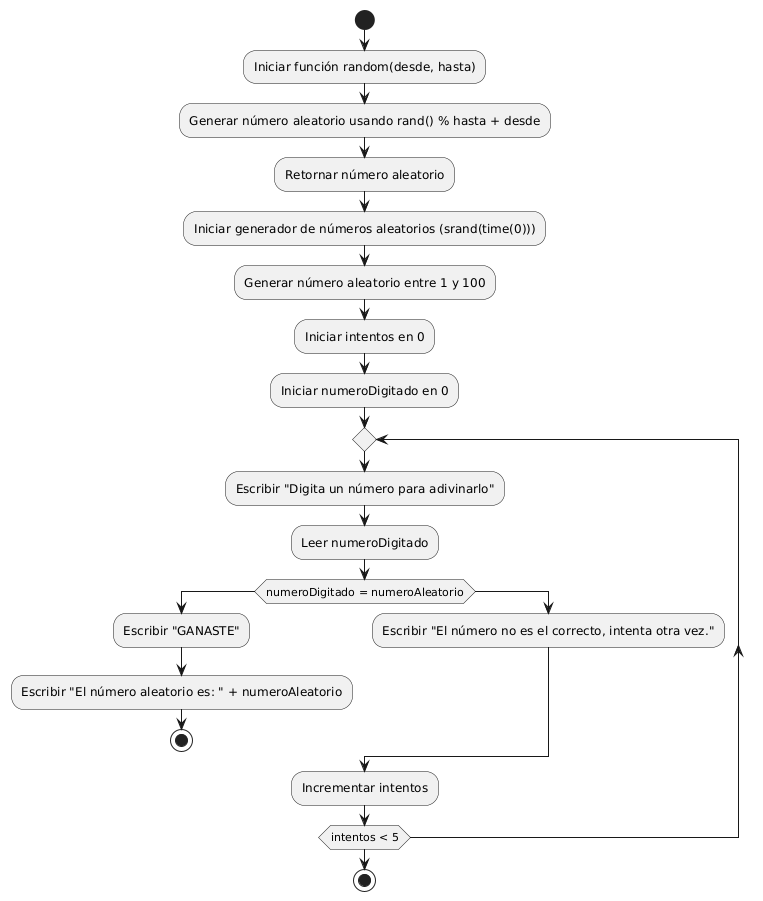 Iniciar función random(desde, hasta)
Generar número aleatorio usando rand() % hasta + desde
Retornar número aleatorio
Iniciar generador de números aleatorios (srand(time(0)))
Generar número aleatorio entre 1 y 100
Iniciar intentos en 0
Iniciar numeroDigitado en 0
Escribir "Digita un número para adivinarlo"
Leer numeroDigitado
numeroDigitado = numeroAleatorio
Escribir "GANASTE"
Escribir "El número no es el correcto, intenta otra vez."
Escribir "El número aleatorio es: " + numeroAleatorio
Incrementar intentos
intentos < 5